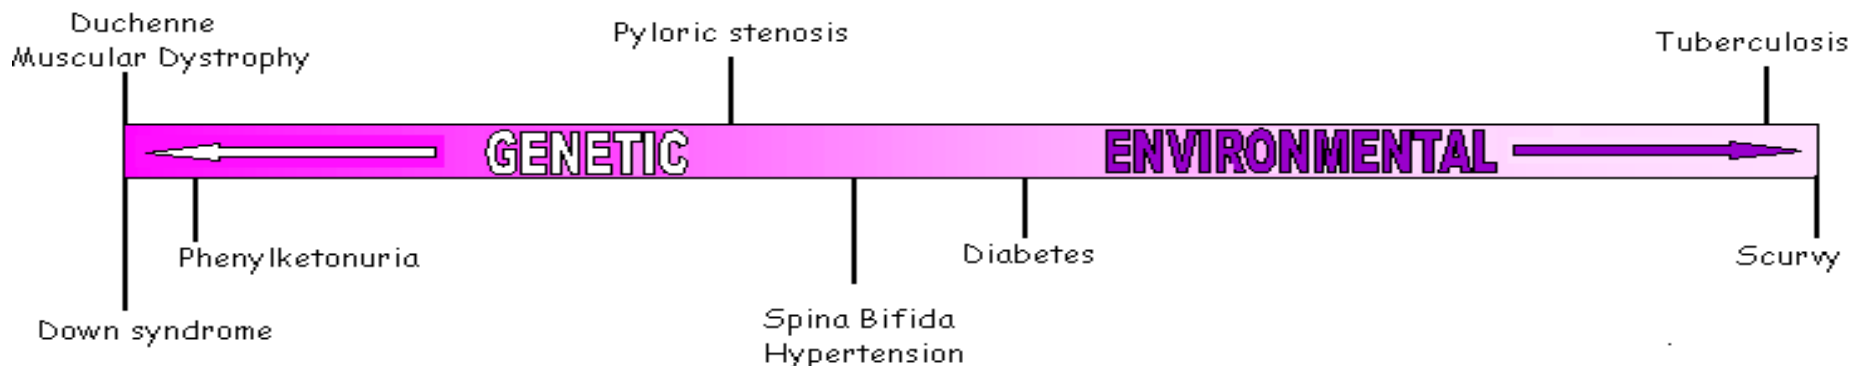 Duchenne
Muscular Dystrophy
Pyloric stenosis
Tuberculosis
GENETIC
ENVIRONMENTAL
Phenylketonuria
Diabetes
Scurvy
Down syndrome
Spina Bifida
Hypertension